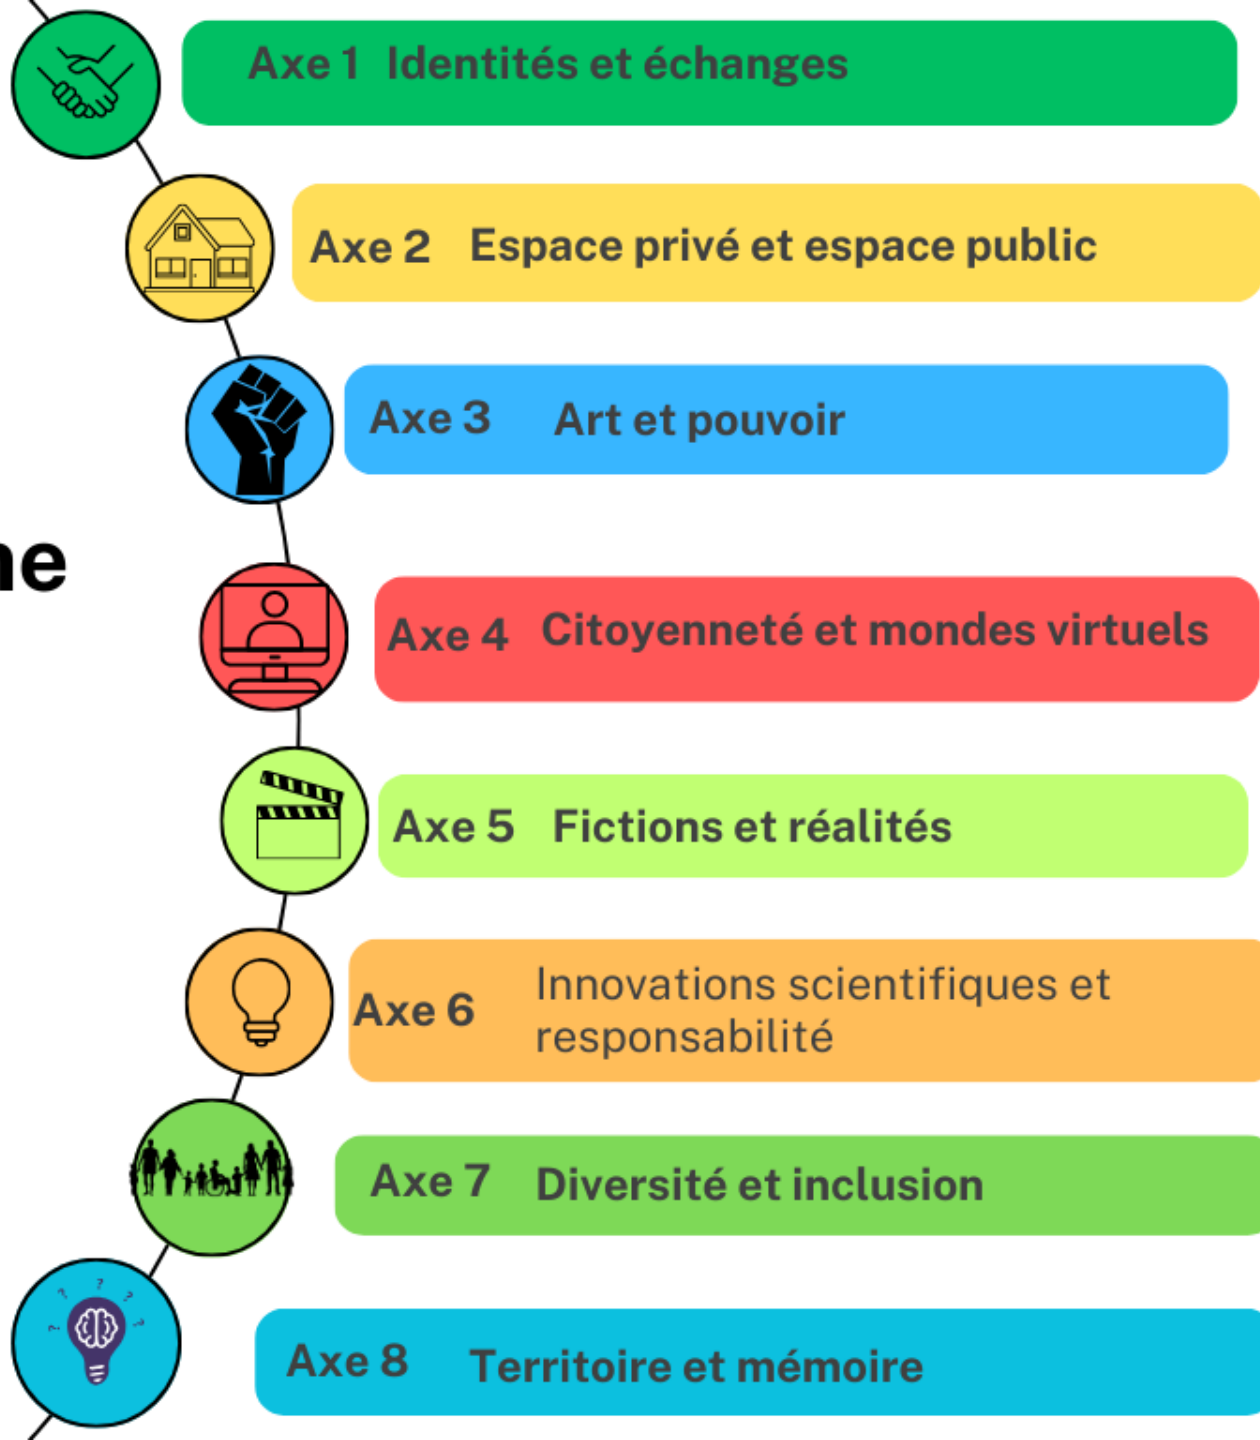 Axe 1 Identités et échanges
Axe 2 Espace privé et espace public
Axe 3 Art et pouvoir
ne
Axe 4 Citoyenneté et mondes virtuels
Axe 5 Fictions et réalités
Axe 6 Innovations scientifiques et
responsabilité
Axe 7 Diversité et inclusion
? ? ? ? ?
Axe 8 Territoire et mémoire